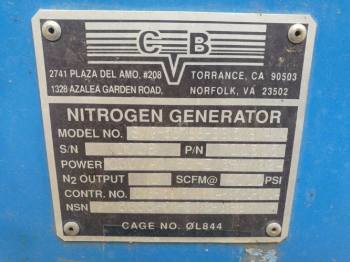 CVB
2741 PLAZA DEL AMO, #208 TORRANCE, CA 90503
1328 AZALEA GARDEN ROAD, NORFOLK, VA 23502
NITROGEN GENERATOR
MODEL NO.
S/N P/N
POWER
N2 OUTPUT SCFM@ PSI
CONTR. NO.
NSN
CAGE NO. ØL844